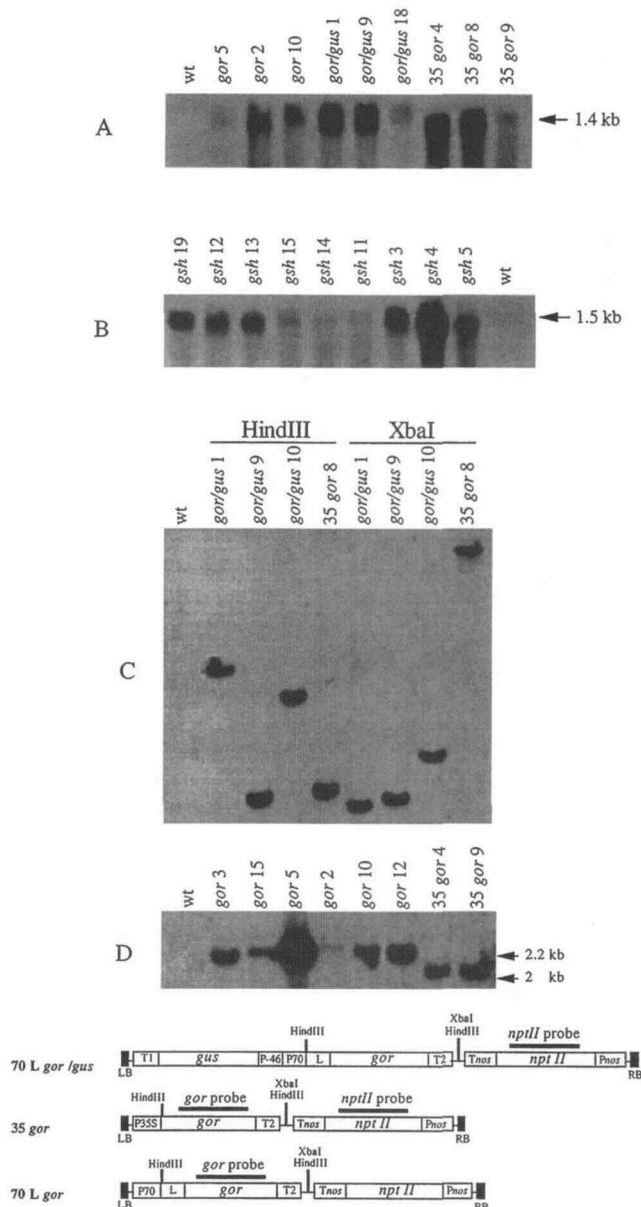 wt
gor 5
gor 2
gor 10
gor/gus 1
gor/gus 9
gor/gus 18
35 gor 4
35 gor 8
35 gor 9
A
1.4 kb
gsh 19
gsh 12
gsh 13
gsh 15
gsh 14
gsh 11
gsh 3
gsh 4
gsh 5
wt
B
1.5 kb
HindIII XbaI
wt
gor/gus 1
gor/gus 9
gor/gus 10
35 gor 8
gor/gus 1
gor/gus 9
gor/gus 10
35 gor 8
C
wt
gor 3
gor 15
gor 5
gor 2
gor 10
gor 12
35 gor 4
35 gor 9
D
2.2 kb
2 kb
HindIII
XbaI
HindIII
nptII probe
70 L gor /gus
T1 gus P-46 P70 L gor T2 Tnos npt II Pnos
LB RB
HindIII
gor probe
XbaI
HindIII
nptII probe
35 gor
P35S gor T2 Tnos npt II Pnos
LB RB
HindIII
gor probe
XbaI
HindIII
70 L gor
P70 L gor T2 Tnos npt II Pnos
LB RB